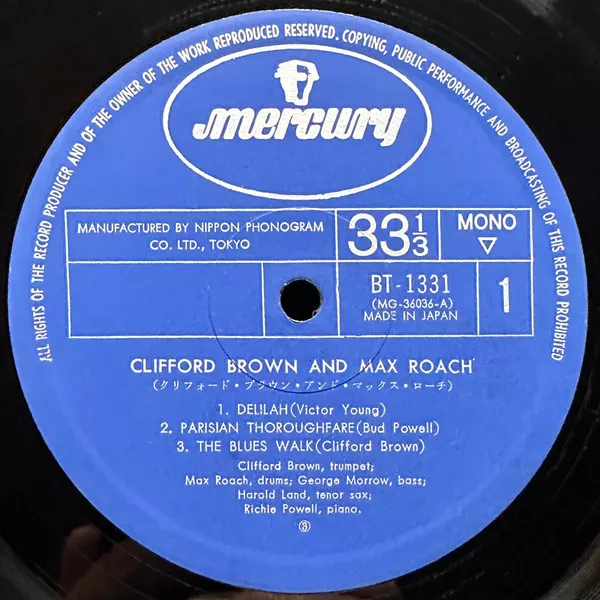 ALL RIGHTS OF THE RECORD PRODUCER AND OF THE OWNER OF THE WORK REPRODUCED RESERVED. COPYING, PUBLIC PERFORMANCE AND BROADCASTING OF THIS RECORD PROHIBITED
mercury
MANUFACTURED BY NIPPON PHONOGRAM
CO. LTD., TOKYO
33 1/3
MONO
▽
BT-1331
(MG-36036-A)
MADE IN JAPAN
1
CLIFFORD BROWN AND MAX ROACH
(クリフォード・ブラウン・アンド・マックス・ローチ)
1. DELILAH(Victor Young)
2. PARISIAN THOROUGHFARE(Bud Powell)
3. THE BLUES WALK(Clifford Brown)
Clifford Brown, trumpet;
Max Roach, drums; George Morrow, bass;
Harold Land, tenor sax;
Richie Powell, piano.
③